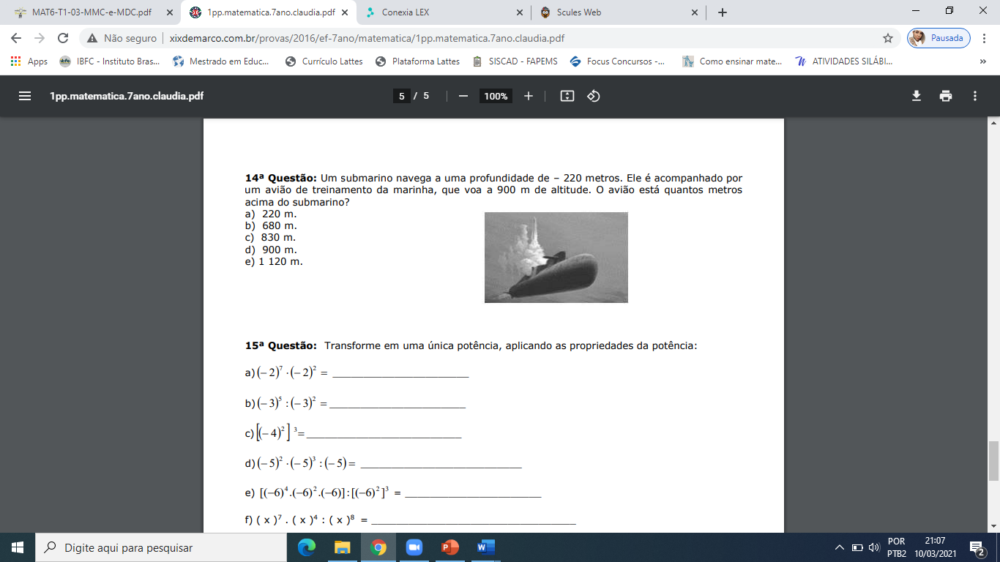 MAT6-T1-03-MMC-e-MDC.pdf
1pp.matematica.7ano.claudia.pdf
Conexia LEX
Scules Web
Não seguro | xixdemarco.com.br/provas/2016/ef-7ano/matematica/1pp.matematica.7ano.claudia.pdf
Pausada
Apps
IBFC - Instituto Bras...
Mestrado em Educ...
Currículo Lattes
Plataforma Lattes
SISCAD - FAPEMS
Focus Concursos -...
Como ensinar mate...
ATIVIDADES SILÁBI...
»
1pp.matematica.7ano.claudia.pdf
5 / 5
100%
14ª Questão: Um submarino navega a uma profundidade de – 220 metros. Ele é acompanhado por
um avião de treinamento da marinha, que voa a 900 m de altitude. O avião está quantos metros
acima do submarino?
a) 220 m.
b) 680 m.
c) 830 m.
d) 900 m.
e) 1 120 m.
15ª Questão: Transforme em uma única potência, aplicando as propriedades da potência:
a) (– 2)⁷ · (– 2)² = ______________________
b) (– 3)⁵ : (– 3)² = ______________________
c) [(– 4)²] ³= _________________________
d) (– 5)² · (– 5)³ : (– 5) = __________________________
e) [(–6)⁴.(–6)².(–6)] : [(–6)²]³ = ______________________
f) ( x )⁷ . ( x )⁴ : ( x )⁸ = _________________________________
Digite aqui para pesquisar
POR
PTB2
21:07
10/03/2021
2